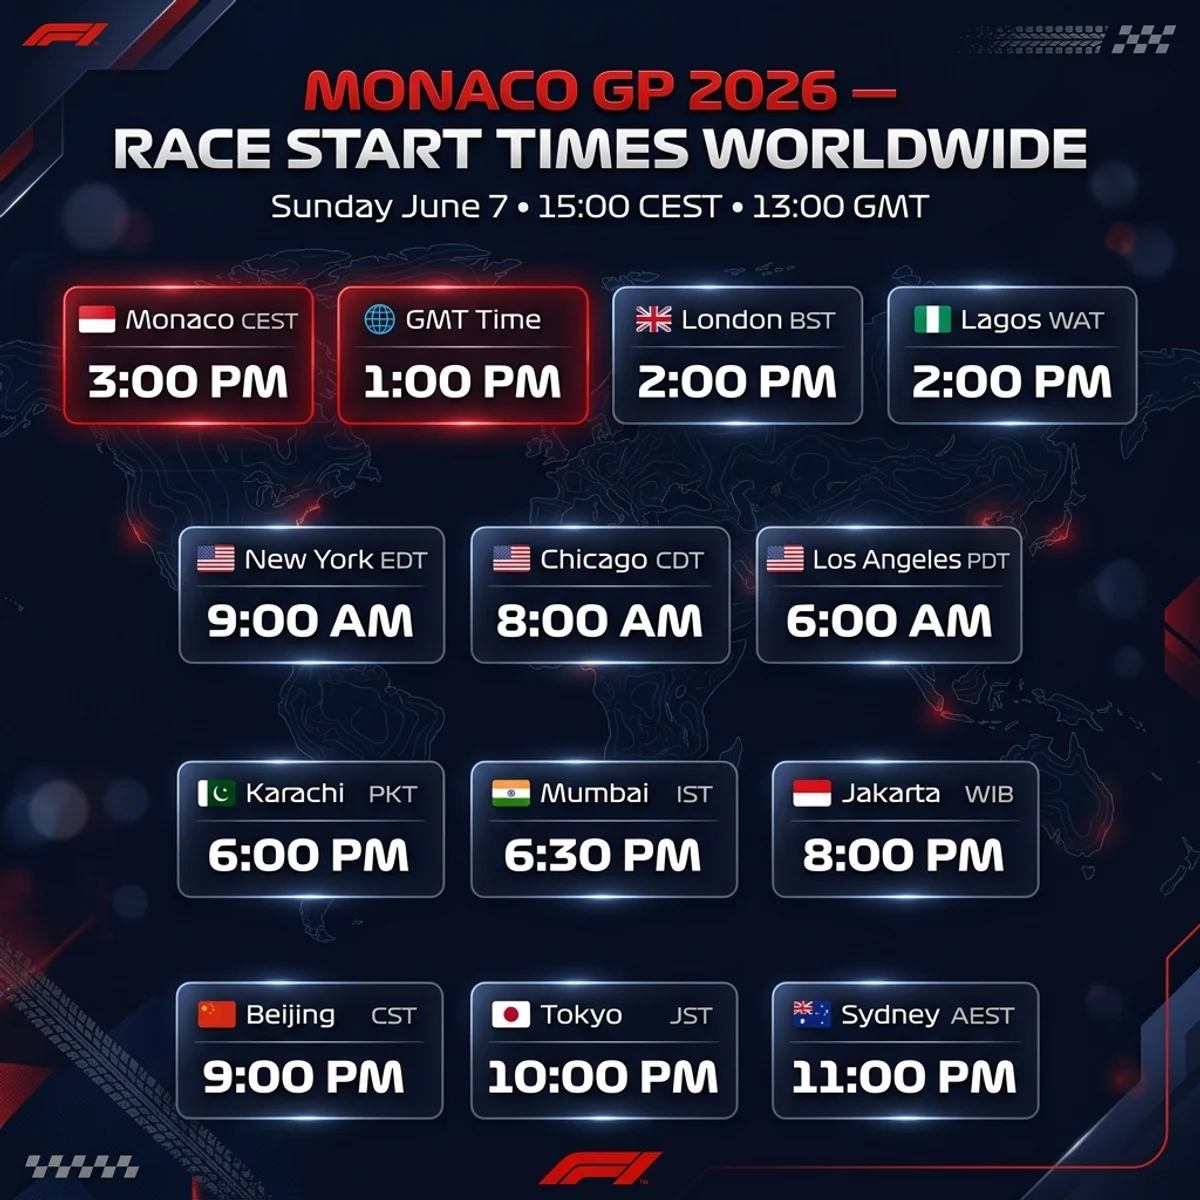 F1
MONACO GP 2026 —
RACE START TIMES WORLDWIDE
Sunday June 7 • 15:00 CEST • 13:00 GMT
Monaco CEST
3:00 PM
GMT Time
1:00 PM
London BST
2:00 PM
Lagos WAT
2:00 PM
New York EDT
9:00 AM
Chicago CDT
8:00 AM
Los Angeles PDT
6:00 AM
Karachi PKT
6:00 PM
Mumbai IST
6:30 PM
Jakarta WIB
8:00 PM
Beijing CST
9:00 PM
Tokyo JST
10:00 PM
Sydney AEST
11:00 PM
F1